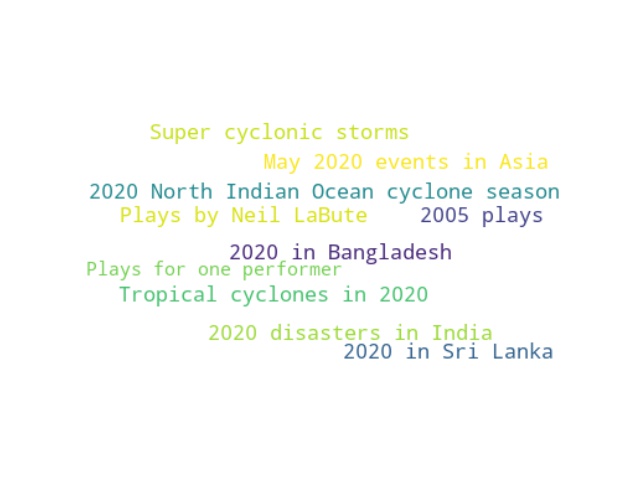 Super cyclonic storms
May 2020 events in Asia
2020 North Indian Ocean cyclone season
Plays by Neil LaBute
2005 plays
2020 in Bangladesh
Plays for one performer
Tropical cyclones in 2020
2020 disasters in India
2020 in Sri Lanka